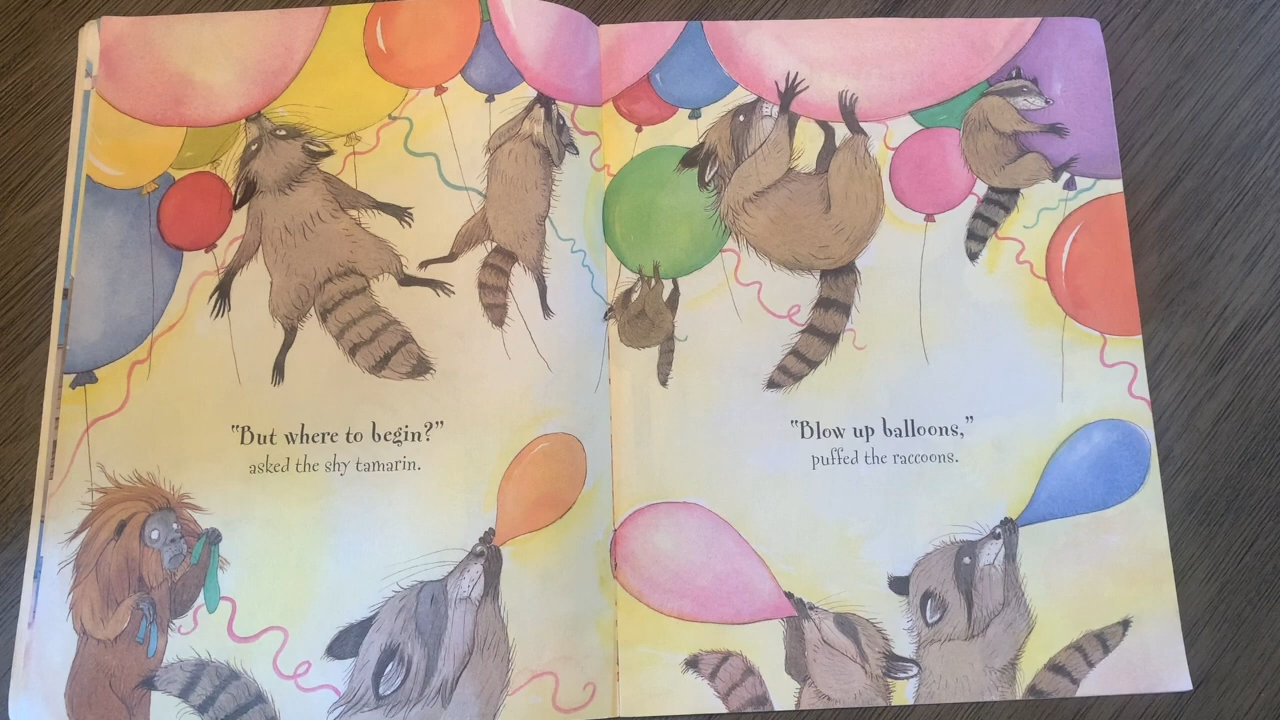 “But where to begin?”
asked the shy tamarin.
“Blow up balloons,”
puffed the raccoons.